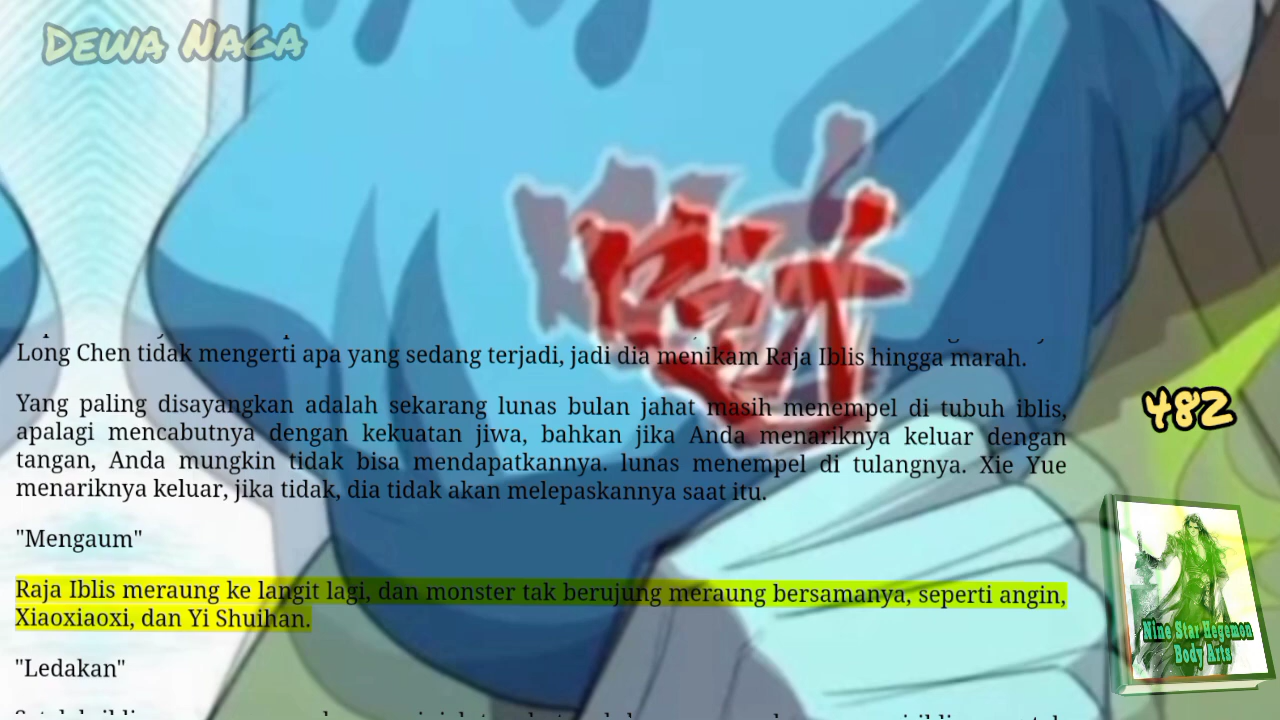 Dewa Naga
Long Chen tidak mengerti apa yang sedang terjadi, jadi dia menikam Raja Iblis hingga marah.
Yang paling disayangkan adalah sekarang lunas bulan jahat masih menempel di tubuh iblis,
apalagi mencabutnya dengan kekuatan jiwa, bahkan jika Anda menariknya keluar dengan
tangan, Anda mungkin tidak bisa mendapatkannya. lunas menempel di tulangnya. Xie Yue
menariknya keluar, jika tidak, dia tidak akan melepaskannya saat itu.
"Mengaum"
Raja Iblis meraung ke langit lagi, dan monster tak berujung meraung bersamanya, seperti angin,
Xiaoxiaoxi, dan Yi Shuihan.
"Ledakan"
482
Nine Star Hegemon
Body Arts